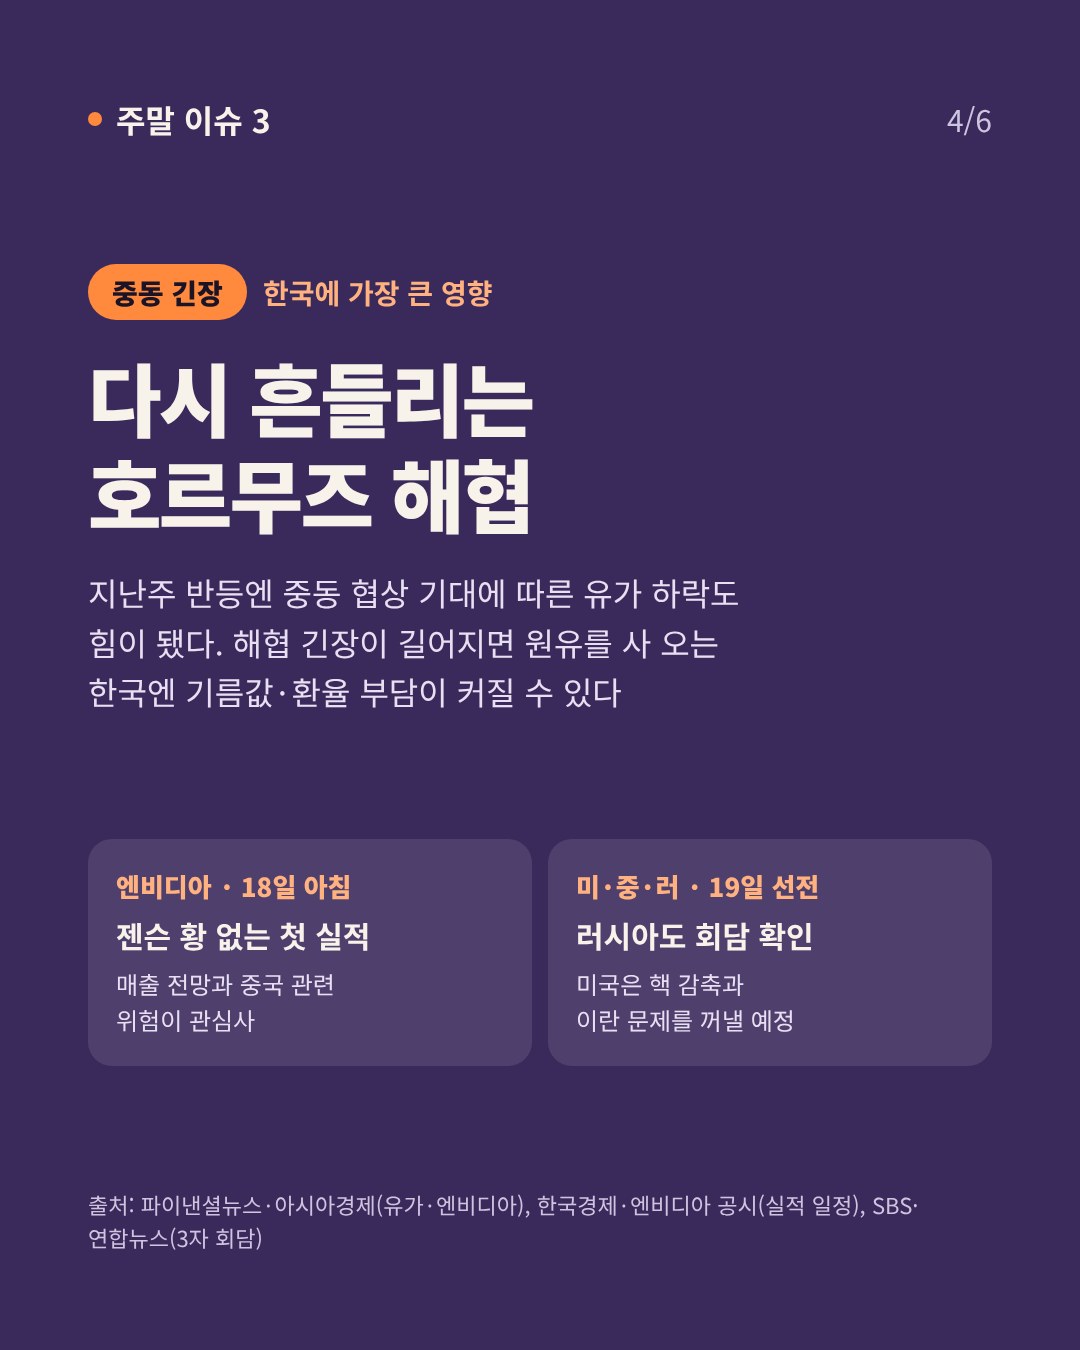 주말 이슈 3
4/6
중동 긴장 한국에 가장 큰 영향
다시 흔들리는
호르무즈 해협
지난주 반등엔 중동 협상 기대에 따른 유가 하락도
힘이 됐다. 해협 긴장이 길어지면 원유를 사 오는
한국엔 기름값·환율 부담이 커질 수 있다
엔비디아 · 18일 아침
젠슨 황 없는 첫 실적
매출 전망과 중국 관련
위험이 관심사
미·중·러 · 19일 선전
러시아도 회담 확인
미국은 핵 감축과
이란 문제를 꺼낼 예정
출처: 파이낸셜뉴스·아시아경제(유가·엔비디아), 한국경제·엔비디아 공시(실적 일정), SBS·
연합뉴스(3자 회담)